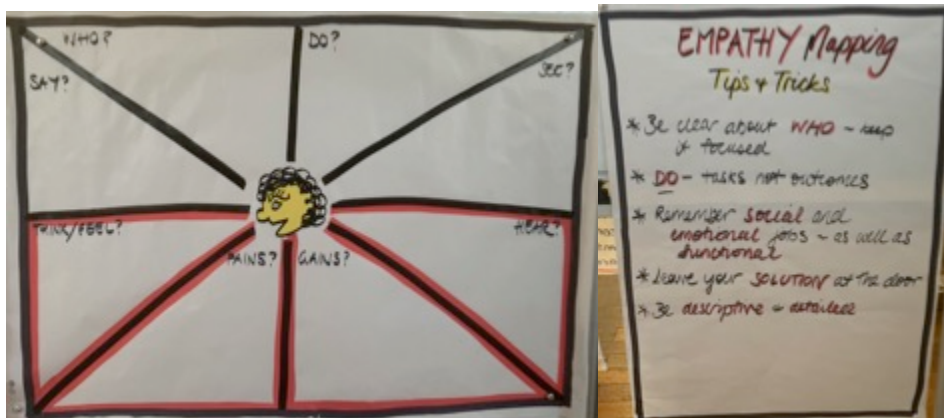 WHO?
DO?
SAY?
SEE?
THINK/FEEL?
HEAR?
PAINS?
GAINS?
EMPATHY Mapping
Tips & Tricks
* Be clear about WHO - keep
it focused
* DO - tasks not outcomes
* Remember social and
emotional jobs - as well as
functional
* Leave your SOLUTION at the door
* Be descriptive & detailed